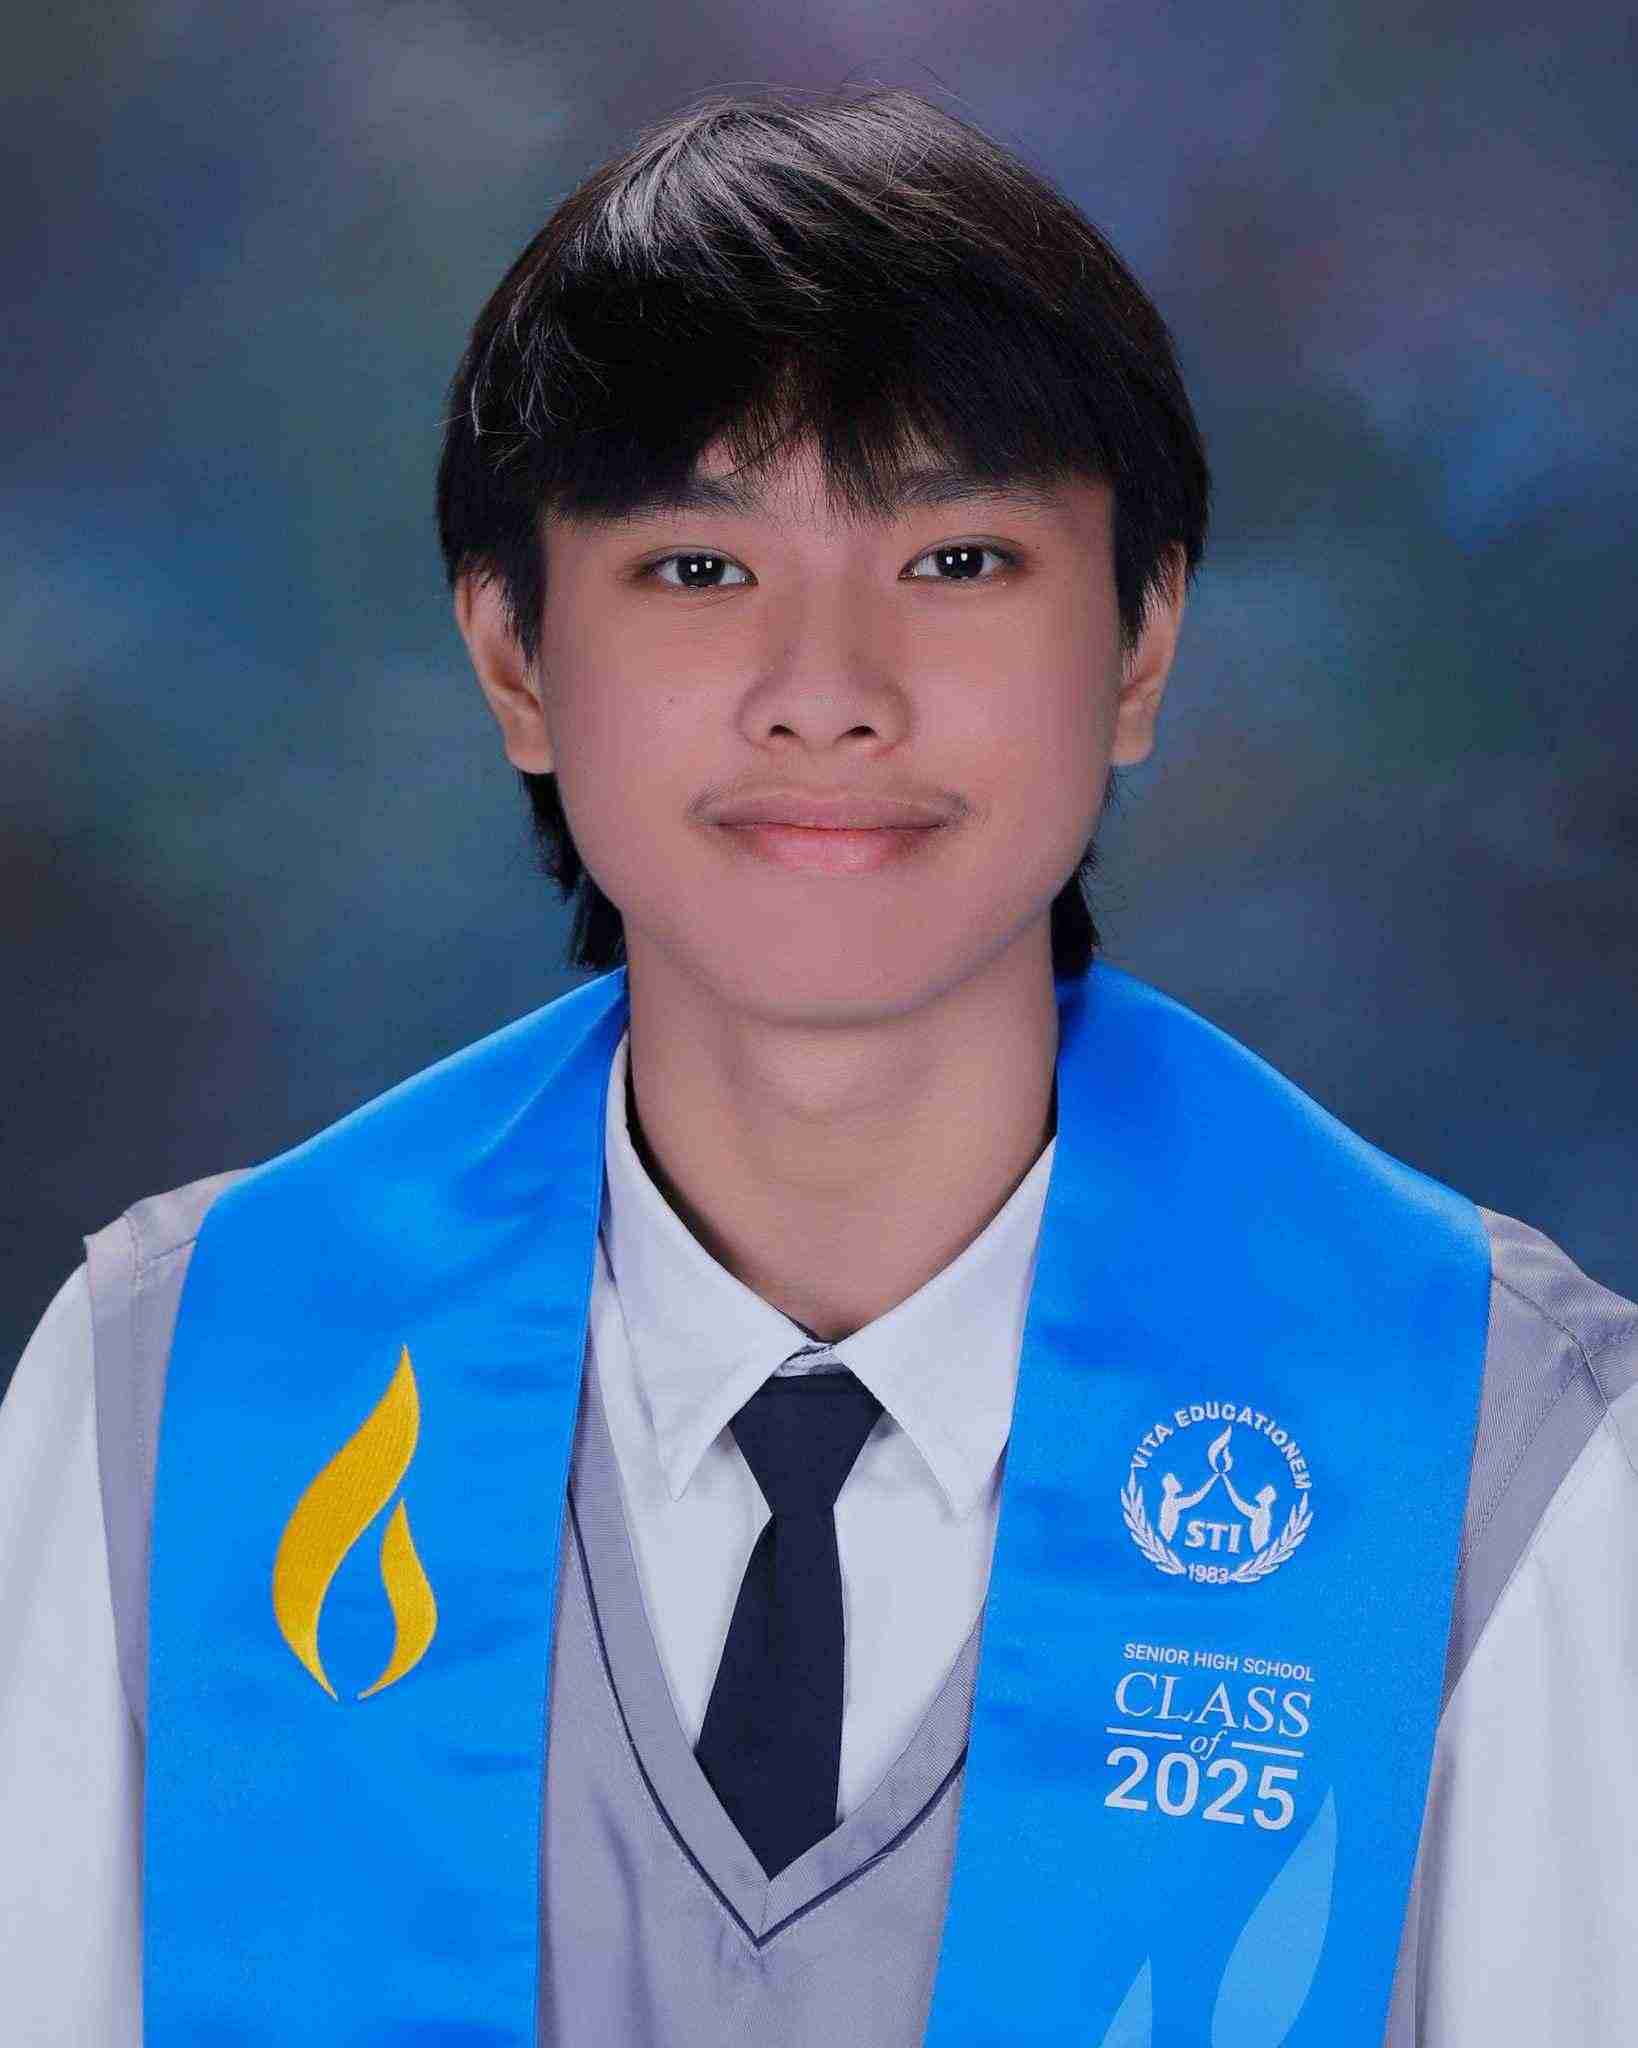 VITA EDUCATIONEM
STI
1983
SENIOR HIGH SCHOOL
CLASS
of
2025